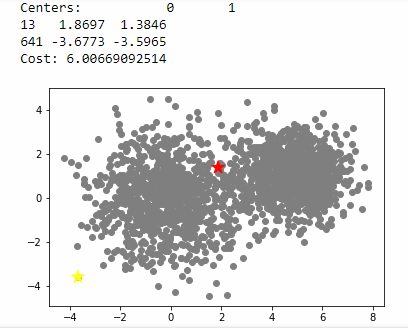 Centers: 0 1
13 1.8697 1.3846
641 -3.6773 -3.5965
Cost: 6.00669092514
4
2
0
−2
−4
−4 −2 0 2 4 6 8